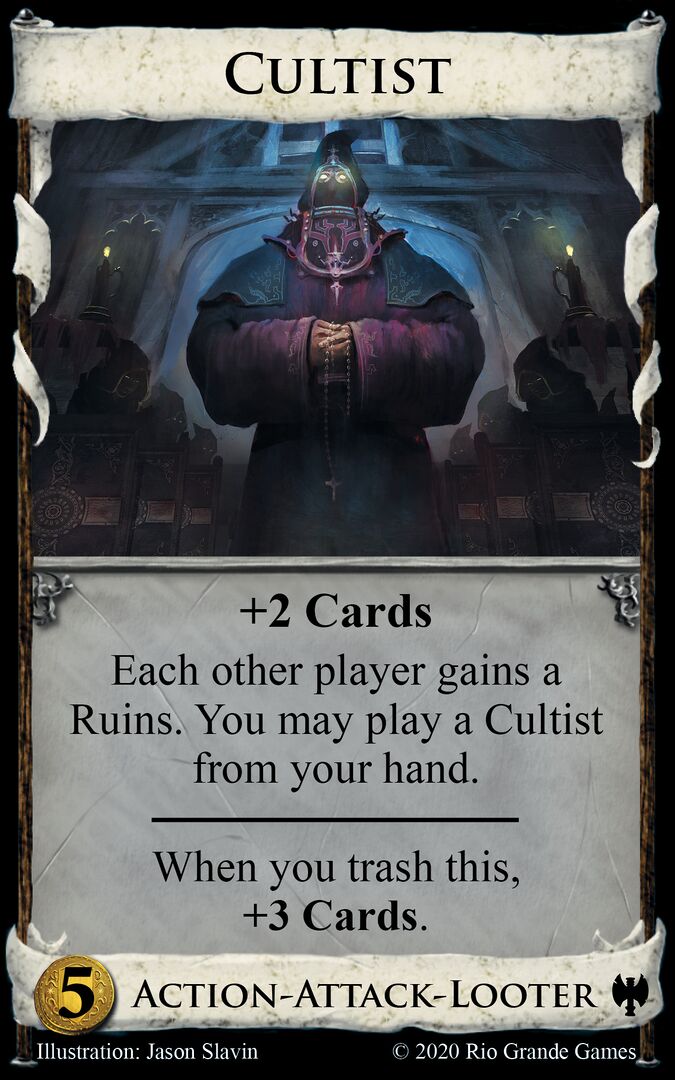 Cultist
+2 Cards
Each other player gains a
Ruins. You may play a Cultist
from your hand.
When you trash this,
+3 Cards.
5 Action-Attack-Looter
Illustration: Jason Slavin © 2020 Rio Grande Games